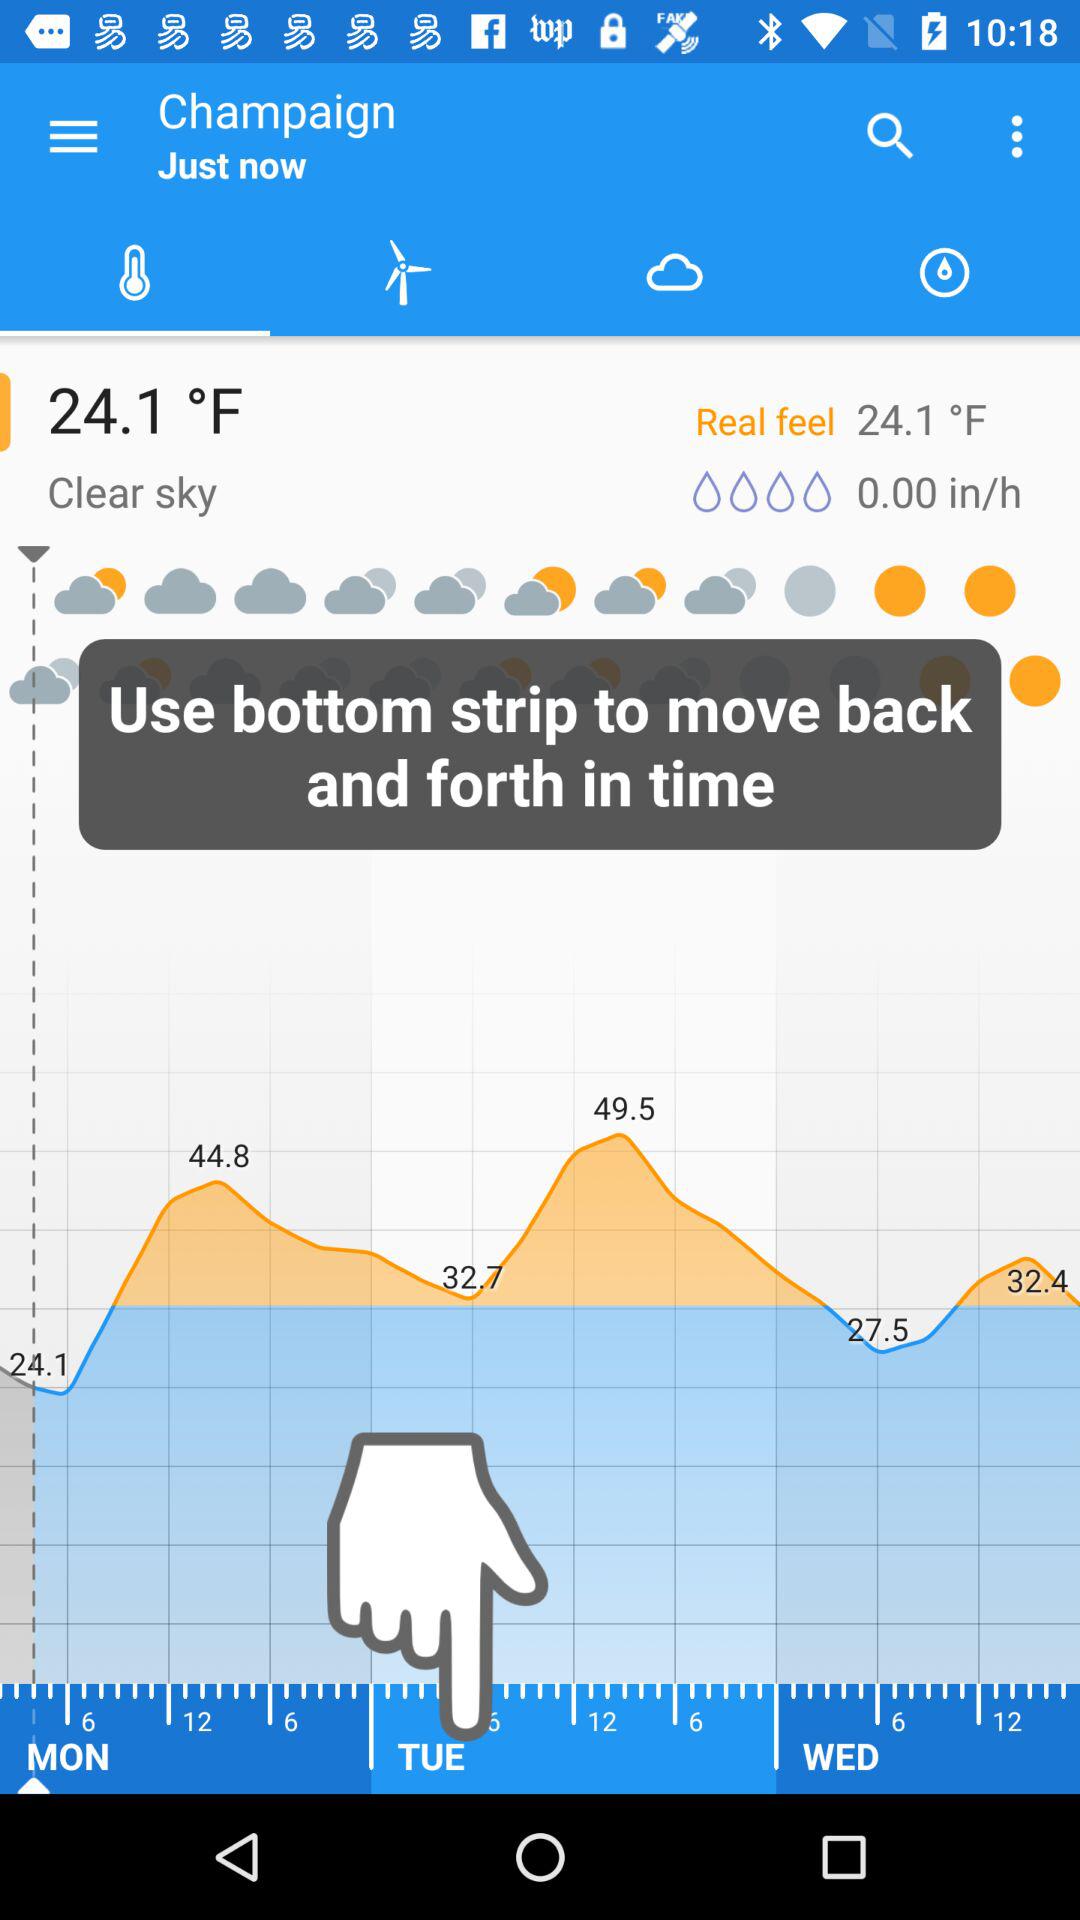 FAKE
10:18
Champaign
Just now
24.1 °F
Real feel 24.1 °F
Clear sky
0.00 in/h
Use bottom strip to move back
and forth in time
49.5
44.8
32.7
32.4
27.5
24.1
6 12 6 6 12 6 6 12
MON TUE WED